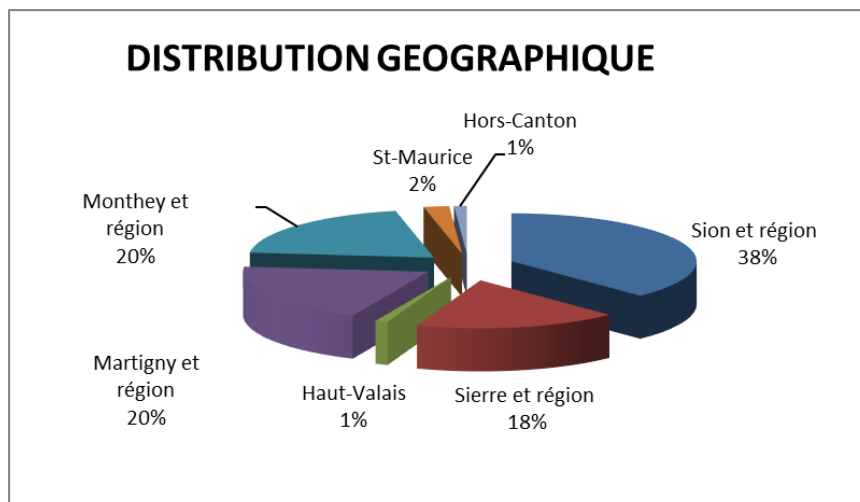 DISTRIBUTION GEOGRAPHIQUE
Hors-Canton
1%
St-Maurice
2%
Monthey et
région
20%
Sion et région
38%
Martigny et
région
20%
Haut-Valais
1%
Sierre et région
18%